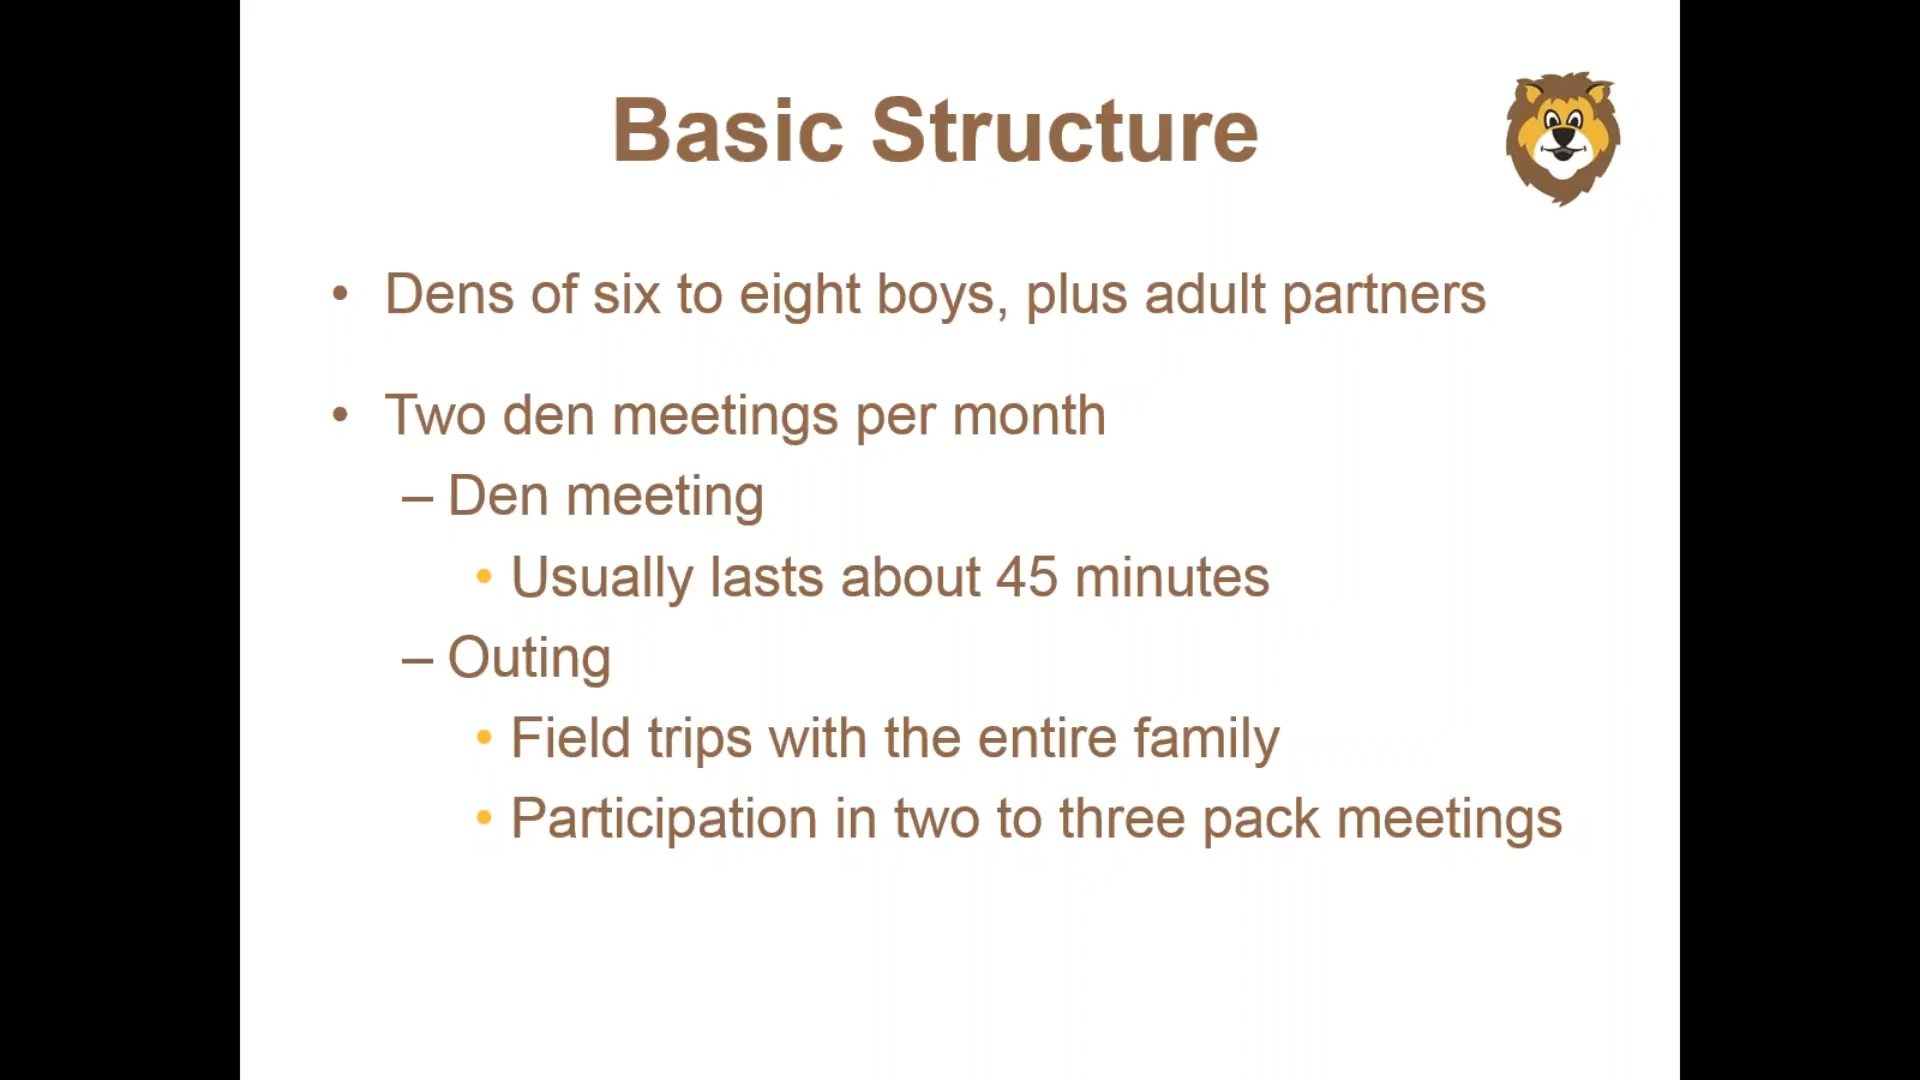 Basic Structure
• Dens of six to eight boys, plus adult partners
• Two den meetings per month
– Den meeting
• Usually lasts about 45 minutes
– Outing
• Field trips with the entire family
• Participation in two to three pack meetings